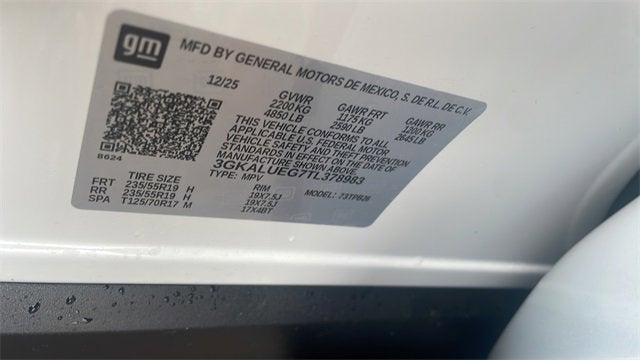 gm
MFD BY GENERAL MOTORS DE MEXICO, S. DE R.L. DE C.V.
12/25
GVWR GAWR FRT GAWR RR
2200 KG 1175 KG 1200 KG
4850 LB 2590 LB 2645 LB
THIS VEHICLE CONFORMS TO ALL
APPLICABLE U.S. FEDERAL MOTOR
VEHICLE SAFETY AND THEFT PREVENTION
STANDARDS IN EFFECT ON THE DATE OF
MANUFACTURE SHOWN ABOVE.
3GKALUEG7TL378983
TYPE: MPV MODEL:
8624
TIRE SIZE RIM
FRT 235/55R19 H 19X7.5J
RR 235/55R19 H 19X7.5J
SPA T125/70R17 M 17X4BT